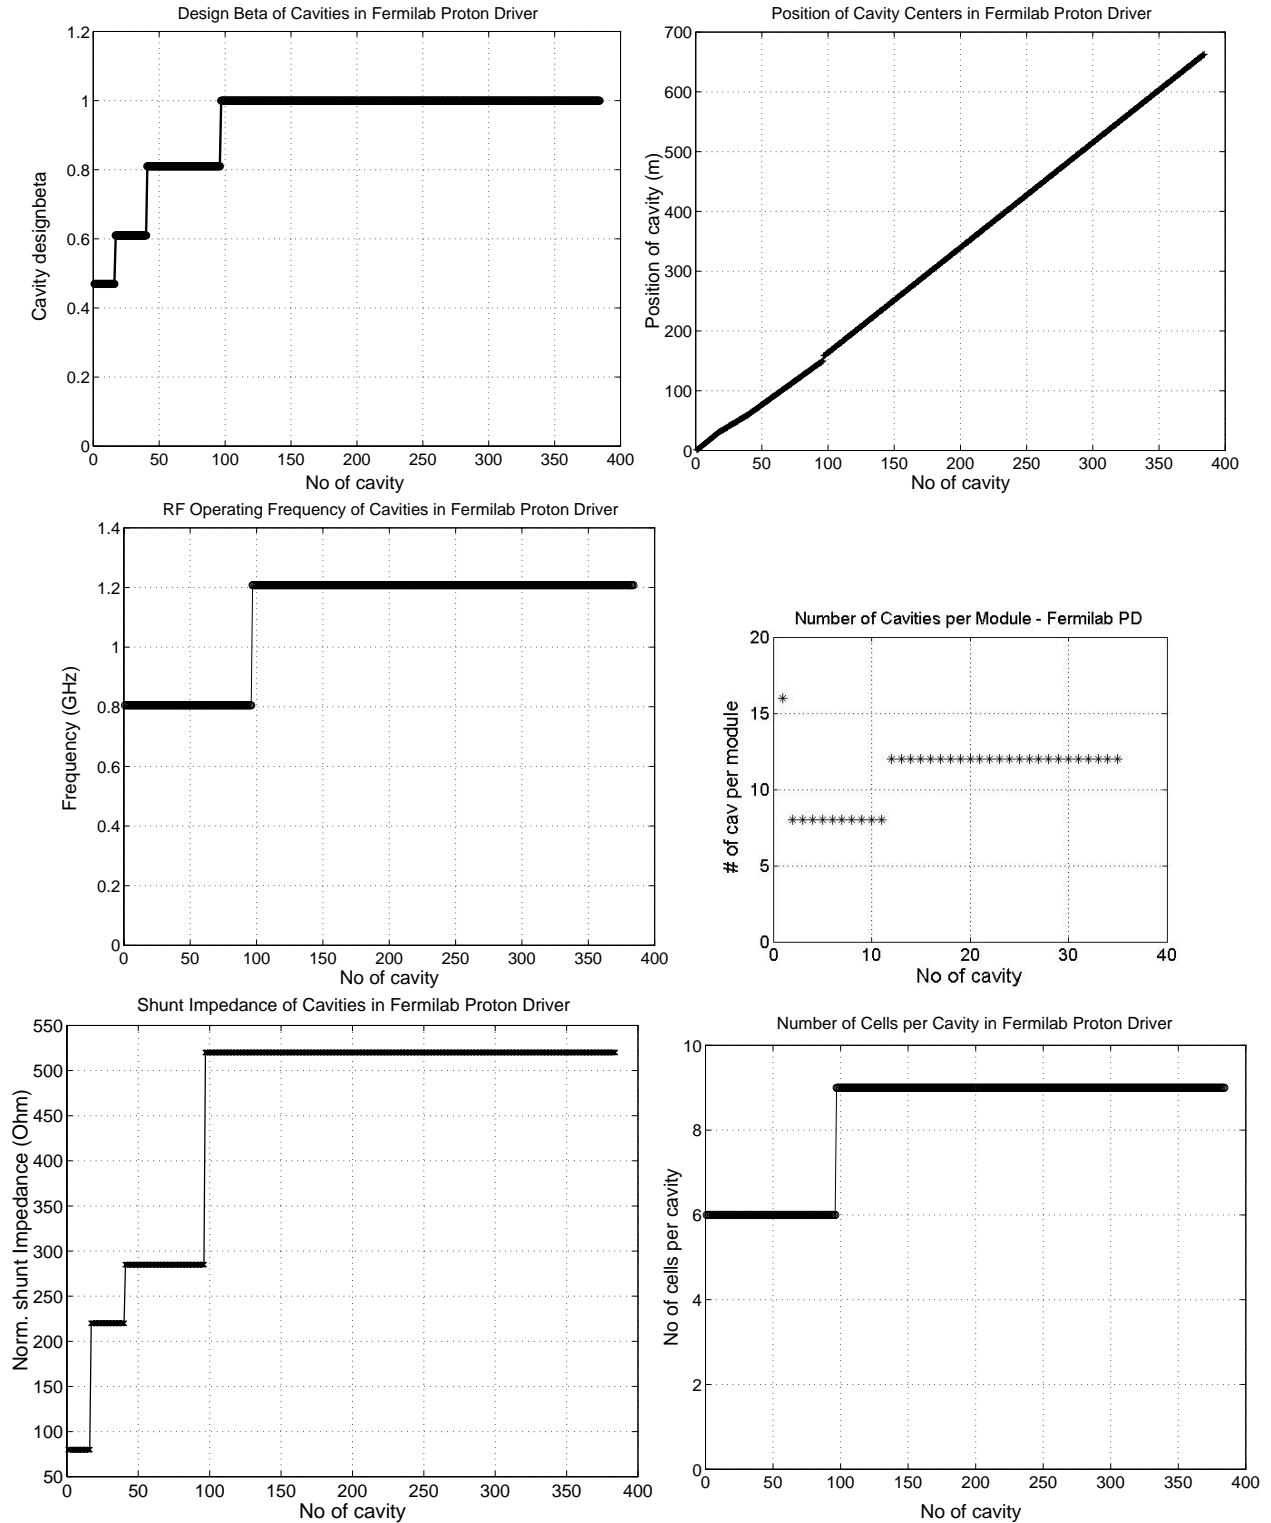 Design Beta of Cavities in Fermilab Proton Driver
1.2
1
0.8
0.6
0.4
0.2
0
Cavity designbeta
0 50 100 150 200 250 300 350 400
No of cavity
Position of Cavity Centers in Fermilab Proton Driver
700
600
500
400
300
200
100
0
Position of cavity (m)
0 50 100 150 200 250 300 350 400
No of cavity
RF Operating Frequency of Cavities in Fermilab Proton Driver
1.4
1.2
1
0.8
0.6
0.4
0.2
0
Frequency (GHz)
0 50 100 150 200 250 300 350 400
No of cavity
Number of Cavities per Module - Fermilab PD
20
15
10
5
0
# of cav per module
0 10 20 30 40
No of cavity
Shunt Impedance of Cavities in Fermilab Proton Driver
550
500
450
400
350
300
250
200
150
100
50
Norm. shunt Impedance (Ohm)
0 50 100 150 200 250 300 350 400
No of cavity
Number of Cells per Cavity in Fermilab Proton Driver
10
8
6
4
2
0
No of cells per cavity
0 50 100 150 200 250 300 350 400
No of cavity